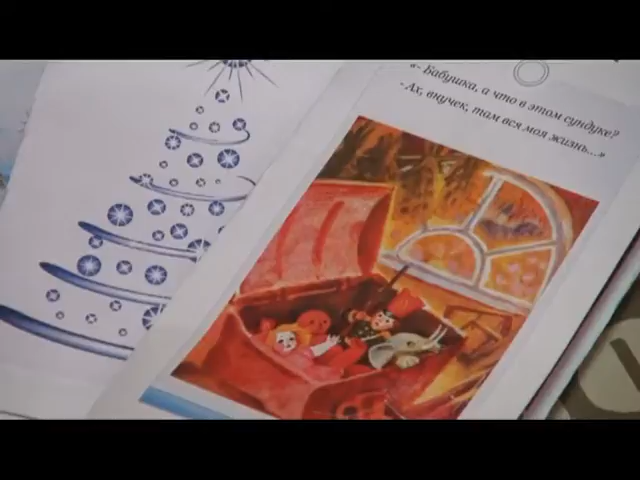 «- Бабушка, а что в этом сундуке?
- Ах, внучек, там вся моя жизнь...»